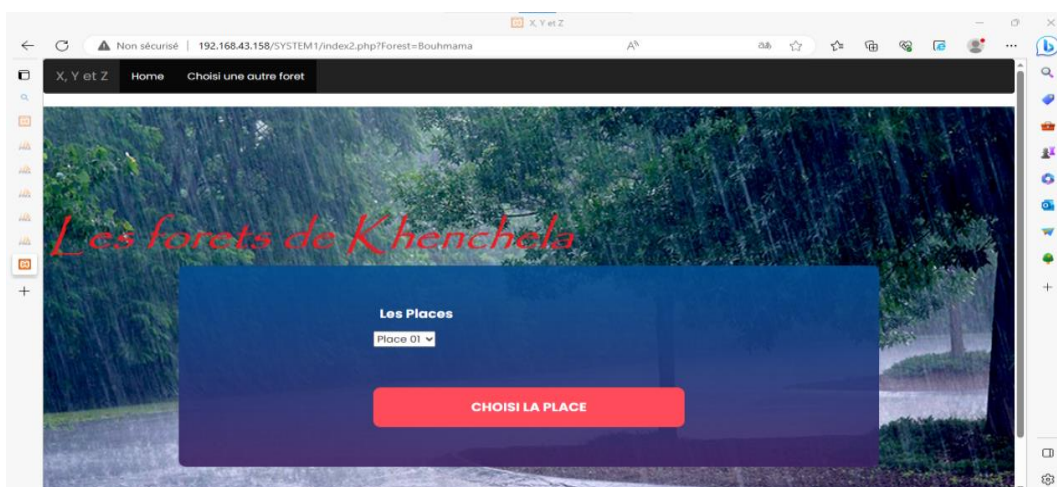 X, Y et Z
Non sécurisé | 192.168.43.158/SYSTEM1/index2.php?Forest=Bouhmama
X, Y et Z Home Choisi une autre foret
Les forets de Khenchela
Les Places
Place 01
CHOISI LA PLACE